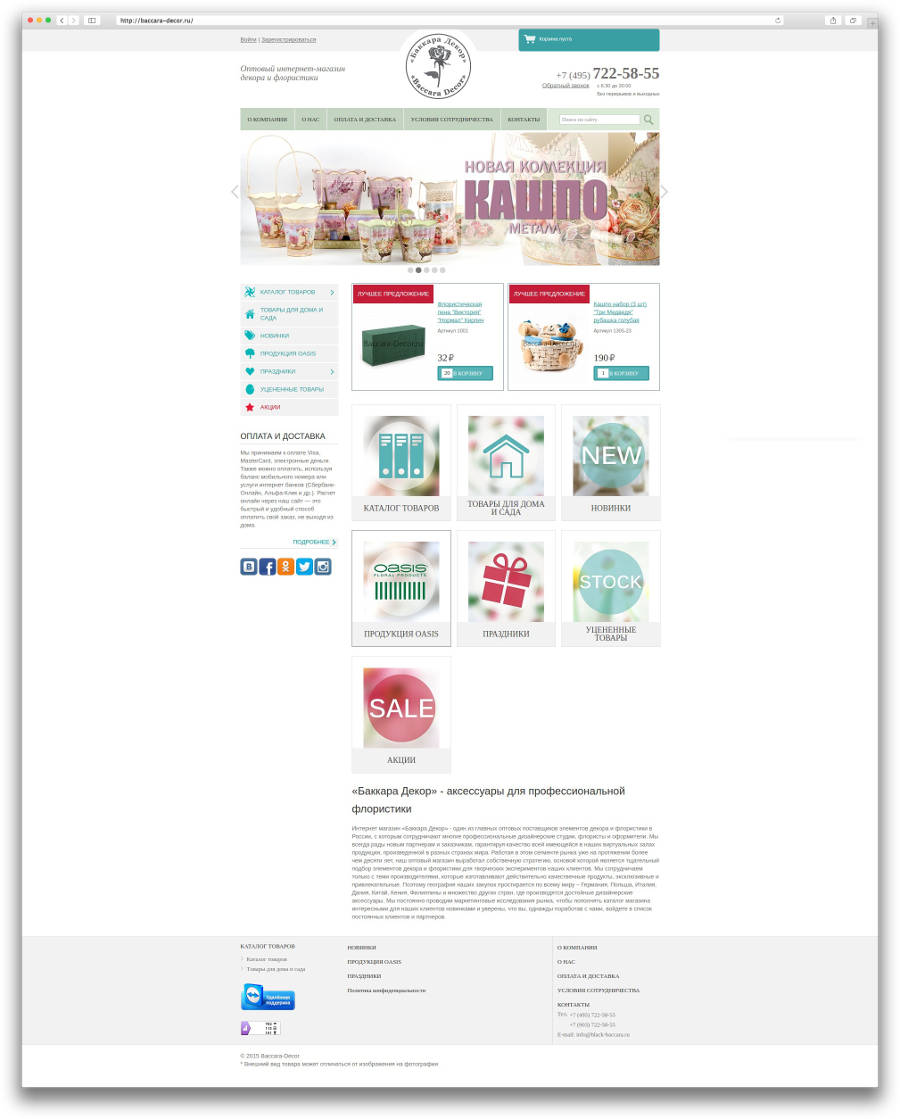 http://baccara-decor.ru/
Войти | Зарегистрироваться
Корзина пуста
«Баккара Декор»
«Baccara Decor»
Оптовый интернет-магазин
декора и флористики
+7 (495) 722-58-55
Обратный звонок с 8:30 до 20:00
Без перерывов и выходных
О КОМПАНИИ О НАС ОПЛАТА И ДОСТАВКА УСЛОВИЯ СОТРУДНИЧЕСТВА КОНТАКТЫ Поиск по сайту
НОВАЯ КОЛЛЕКЦИЯ
КАШПО
МЕТАЛЛ
КАТАЛОГ ТОВАРОВ
ТОВАРЫ ДЛЯ ДОМА И
САДА
НОВИНКИ
ПРОДУКЦИЯ OASIS
ПРАЗДНИКИ
УЦЕНЕННЫЕ ТОВАРЫ
АКЦИИ
ОПЛАТА И ДОСТАВКА
Мы принимаем к оплате Visa,
MasterCard, электронные деньги.
Также можно оплатить, используя
баланс мобильного номера или
услуги интернет банков (Сбербанк-
Онлайн, Альфа-Клик и др.). Расчет
онлайн через наш сайт — это
быстрый и удобный способ
оплатить свой заказ, не выходя из
дома.
ПОДРОБНЕЕ
ЛУЧШЕЕ ПРЕДЛОЖЕНИЕ
Флористическая
пена "Виктория"
"Нормал" Кирпич
Артикул 1001
Baccara-Decor.ru
32 ₽
20 В КОРЗИНУ
ЛУЧШЕЕ ПРЕДЛОЖЕНИЕ
Кашпо набор (3 шт)
"Три Медведя"
рубашка голубая
Артикул 1305-23
Baccara-Decor.ru
190 ₽
1 В КОРЗИНУ
КАТАЛОГ ТОВАРОВ
ТОВАРЫ ДЛЯ ДОМА
И САДА
NEW
НОВИНКИ
OASIS
FLORAL PRODUCTS
ПРОДУКЦИЯ OASIS
ПРАЗДНИКИ
STOCK
УЦЕНЕННЫЕ
ТОВАРЫ
SALE
АКЦИИ
«Баккара Декор» - аксессуары для профессиональной
флористики
Интернет магазин «Баккара Декор» - один из главных оптовых поставщиков элементов декора и флористики в
России, с которым сотрудничают многие профессиональные дизайнерские студии, флористы и оформители. Мы
всегда рады новым партнерам и заказчикам, гарантируя качество всей имеющейся в наших виртуальных залах
продукции, произведенной в разных странах мира. Работая в этом сегменте рынка уже на протяжении более
чем десяти лет, наш оптовый магазин выработал собственную стратегию, основой которой является тщательный
подбор элементов декора и флористики для творческих экспериментов наших клиентов. Мы сотрудничаем
только с теми производителями, которые изготавливают действительно качественные продукты, эксклюзивные и
привлекательные. Поэтому география наших закупок простирается по всему миру – Германия, Польша, Италия,
Дания, Китай, Кения, Филиппины и множество других стран, где производятся достойные дизайнерские
аксессуары. Мы постоянно проводим маркетинговые исследования рынка, чтобы пополнять каталог магазина
интересными для наших клиентов новинками и уверены, что вы, однажды поработав с нами, войдете в список
постоянных клиентов и партнеров.
КАТАЛОГ ТОВАРОВ
Каталог товаров
Товары для дома и сада
Удалённая
поддержка
НОВИНКИ
ПРОДУКЦИЯ OASIS
ПРАЗДНИКИ
Политика конфиденциальности
О КОМПАНИИ
О НАС
ОПЛАТА И ДОСТАВКА
УСЛОВИЯ СОТРУДНИЧЕСТВА
КОНТАКТЫ
Тел. +7 (495) 722-58-55
+7 (903) 722-58-55
E-mail: info@black-baccara.ru
© 2015 Baccara-Decor
* Внешний вид товара может отличаться от изображения на фотографии